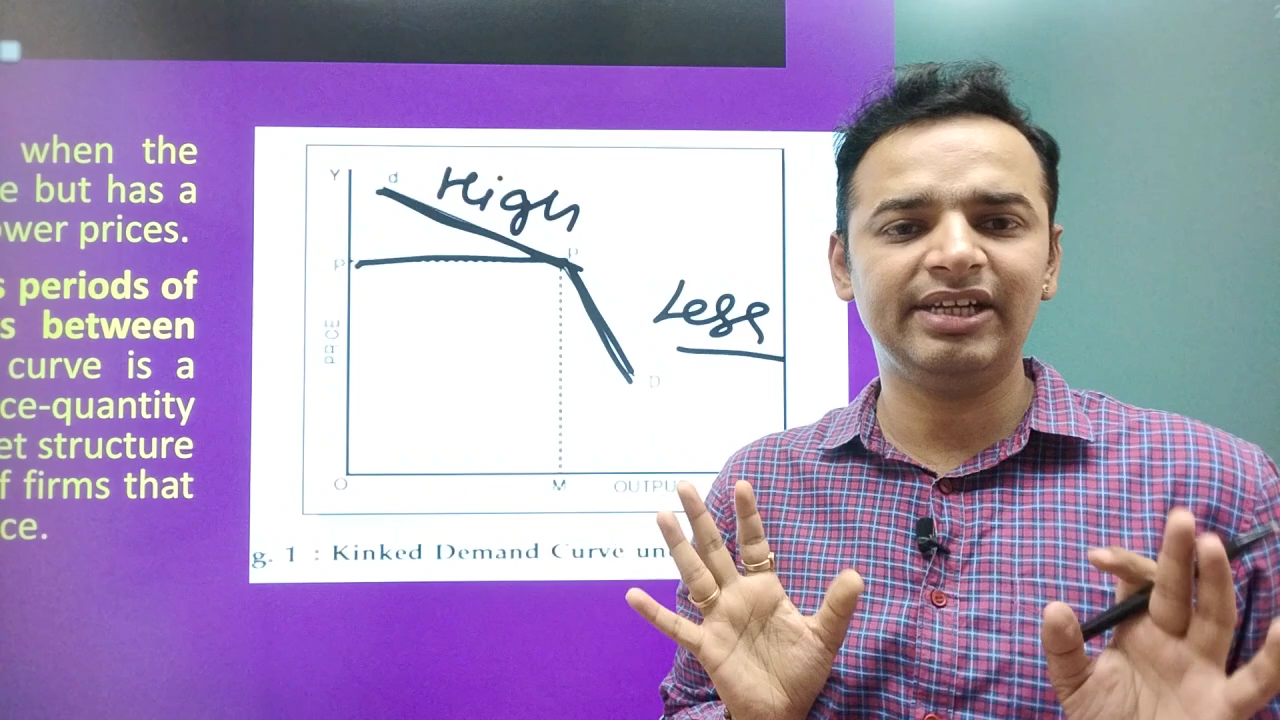 when the
e but has a
ower prices.
s periods of
s between
curve is a
ce-quantity
et structure
f firms that
ce.
Y
d
High
P
P
PRICE
Less
D
O
M
OUTPU
g. 1 : Kinked Demand Curve un